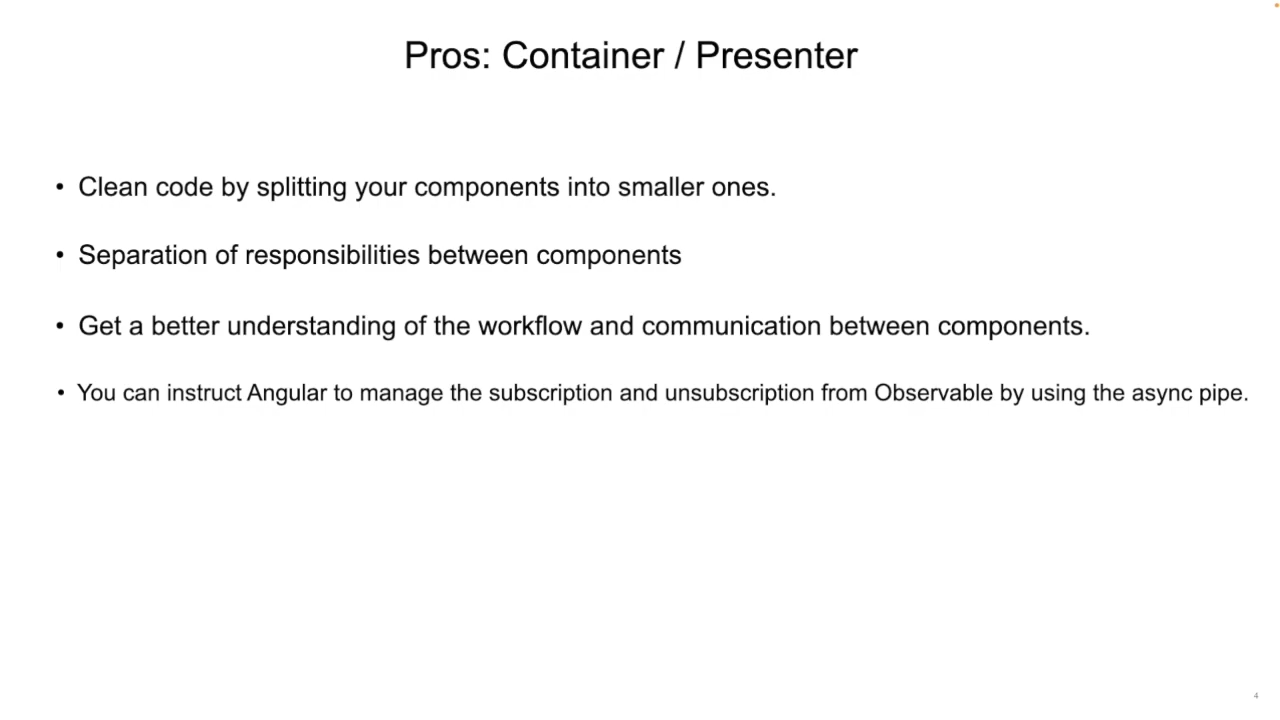 Pros: Container / Presenter
• Clean code by splitting your components into smaller ones.
• Separation of responsibilities between components
• Get a better understanding of the workflow and communication between components.
• You can instruct Angular to manage the subscription and unsubscription from Observable by using the async pipe.
4